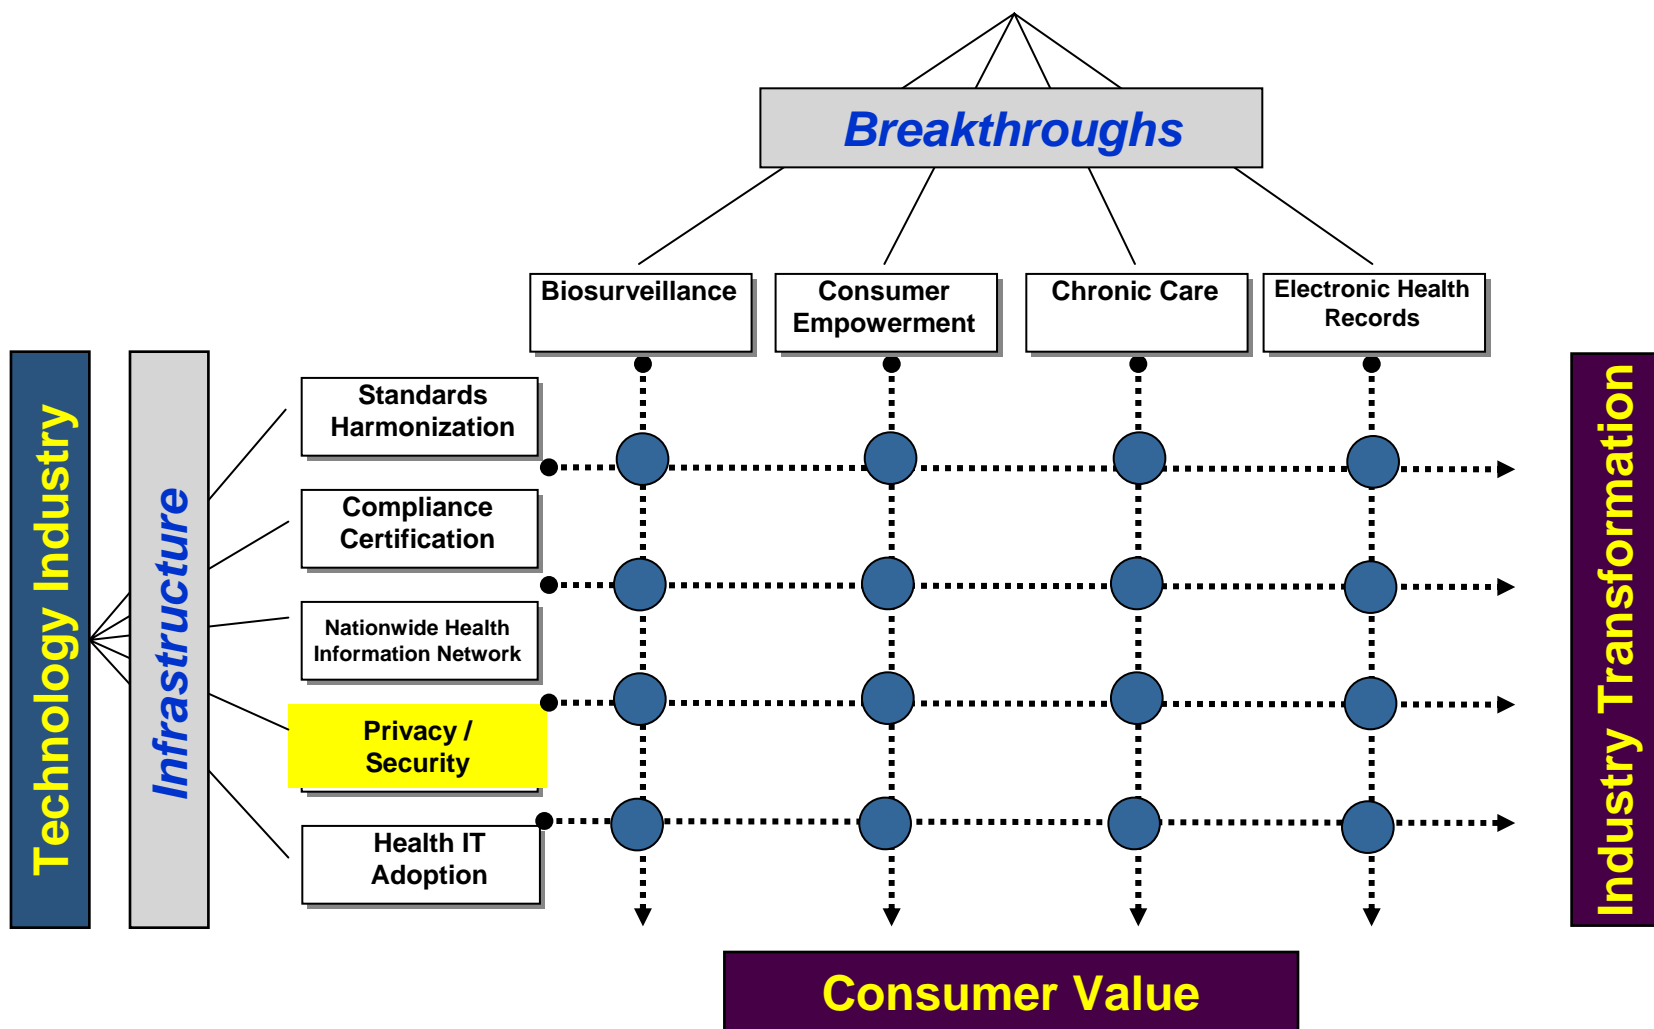 Breakthroughs
Biosurveillance
Consumer
Empowerment
Chronic Care
Electronic Health
Records
Technology Industry
Infrastructure
Standards
Harmonization
Compliance
Certification
Nationwide Health
Information Network
Privacy /
Security
Health IT
Adoption
Industry Transformation
Consumer Value